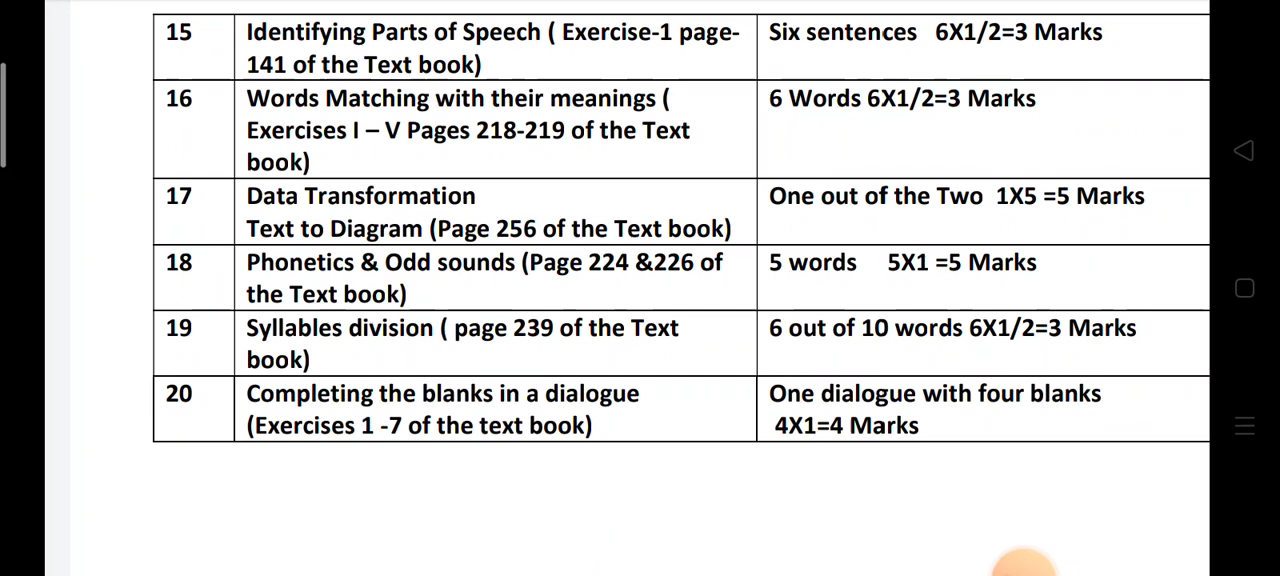 15 Identifying Parts of Speech ( Exercise-1 page- Six sentences 6X1/2=3 Marks
141 of the Text book)
16 Words Matching with their meanings ( 6 Words 6X1/2=3 Marks
Exercises I – V Pages 218-219 of the Text
book)
17 Data Transformation One out of the Two 1X5 =5 Marks
Text to Diagram (Page 256 of the Text book)
18 Phonetics & Odd sounds (Page 224 &226 of 5 words 5X1 =5 Marks
the Text book)
19 Syllables division ( page 239 of the Text 6 out of 10 words 6X1/2=3 Marks
book)
20 Completing the blanks in a dialogue One dialogue with four blanks
(Exercises 1 -7 of the text book) 4X1=4 Marks